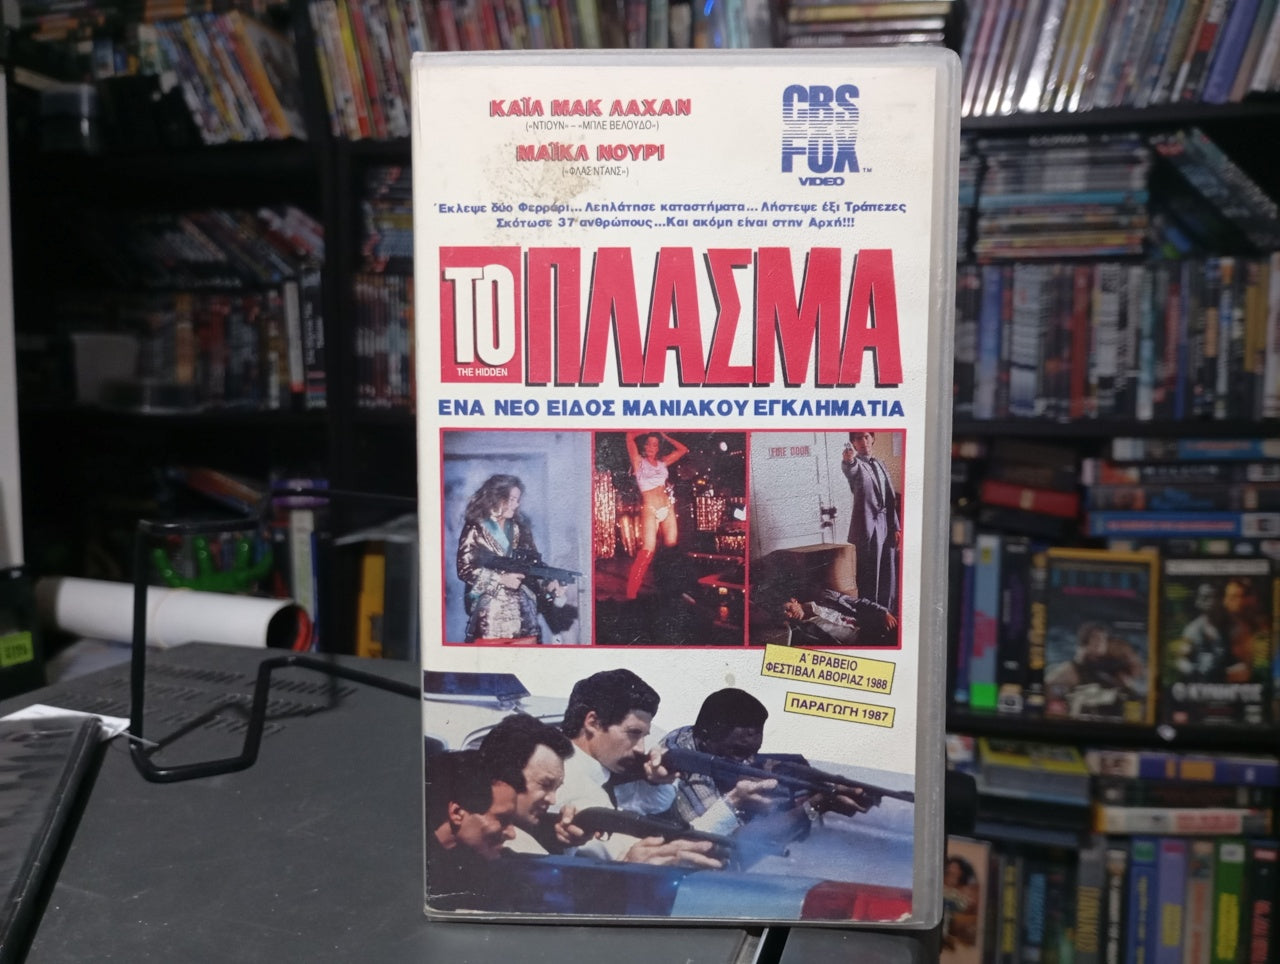 ΚΑΪΛ ΜΑΚ ΛΑΧΑΝ
(«ΝΤΙΟΥΝ» – «ΜΠΛΕ ΒΕΛΟΥΔΟ»)
ΜΑΪΚΛ ΝΟΥΡΙ
(«ΦΛΑΣ ΝΤΑΝΣ»)
CBS
FOX
VIDEO ™
Έκλεψε δύο Φερράρι... Λεηλάτησε καταστήματα... Λήστεψε έξι Τράπεζες
Σκότωσε 37 ανθρώπους ...Και ακόμη είναι στην Αρχή!!!
ΤΟ ΠΛΑΣΜΑ
THE HIDDEN
ΕΝΑ ΝΕΟ ΕΙΔΟΣ ΜΑΝΙΑΚΟΥ ΕΓΚΛΗΜΑΤΙΑ
FIRE DOOR
Α΄ ΒΡΑΒΕΙΟ
ΦΕΣΤΙΒΑΛ ΑΒΟΡΙΑΖ 1988
ΠΑΡΑΓΩΓΗ 1987
Ο ΚΥΝΗΓΟΣ